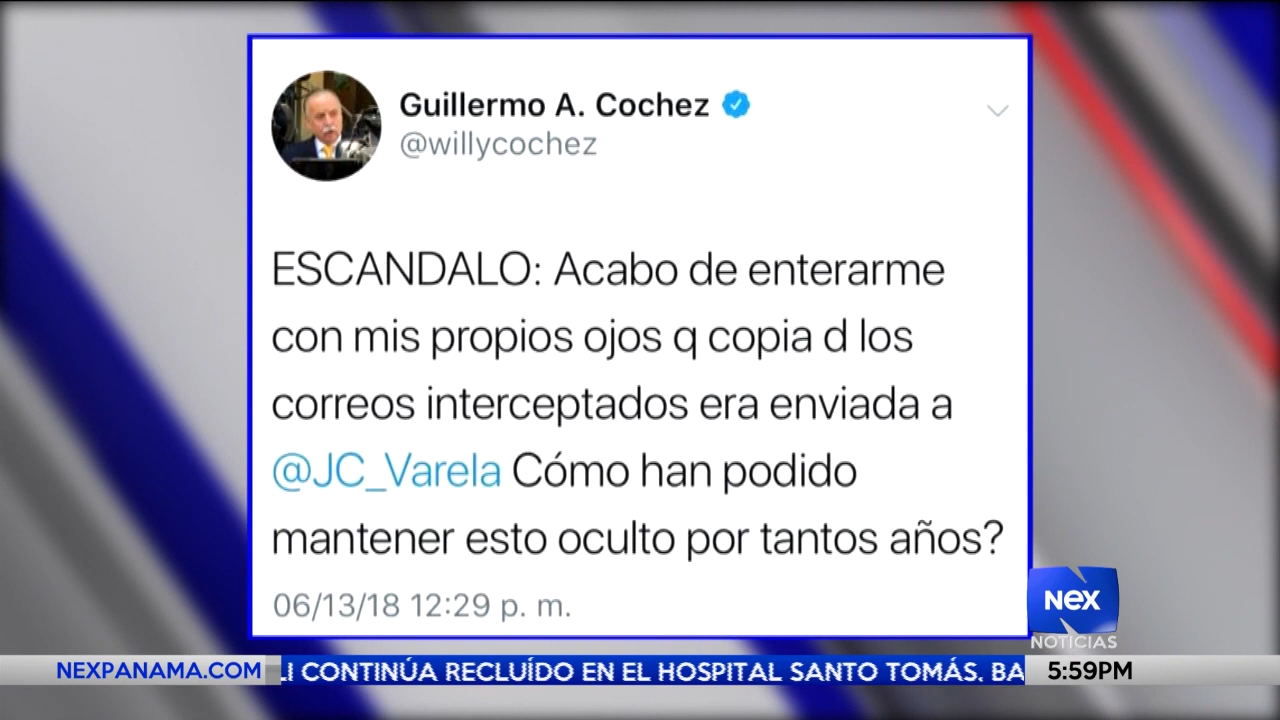 Guillermo A. Cochez
@willycochez
ESCANDALO: Acabo de enterarme
con mis propios ojos q copia d los
correos interceptados era enviada a
@JC_Varela Cómo han podido
mantener esto oculto por tantos años?
06/13/18 12:29 p. m.
nex
NOTICIAS
NEXPANAMA.COM
LI CONTINÚA RECLUÍDO EN EL HOSPITAL SANTO TOMÁS. BA
5:59PM